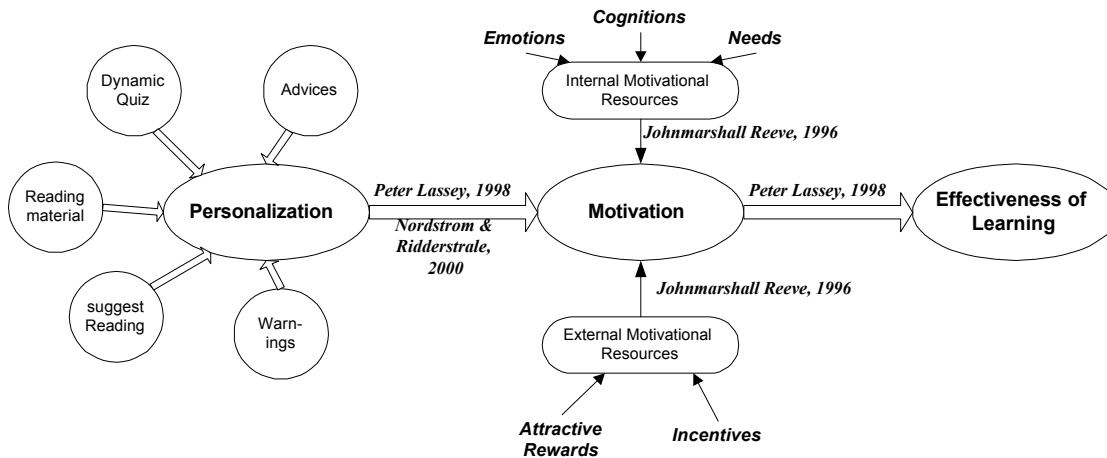 Cognitions
Emotions
Needs
Dynamic
Quiz
Advices
Internal Motivational
Resources
Johnmarshall Reeve, 1996
Reading
material
Personalization
Peter Lassey, 1998
Nordstrom &
Ridderstrale,
2000
Motivation
Peter Lassey, 1998
Effectiveness of
Learning
suggest
Reading
Warn-
ings
Johnmarshall Reeve, 1996
External Motivational
Resources
Attractive
Rewards
Incentives